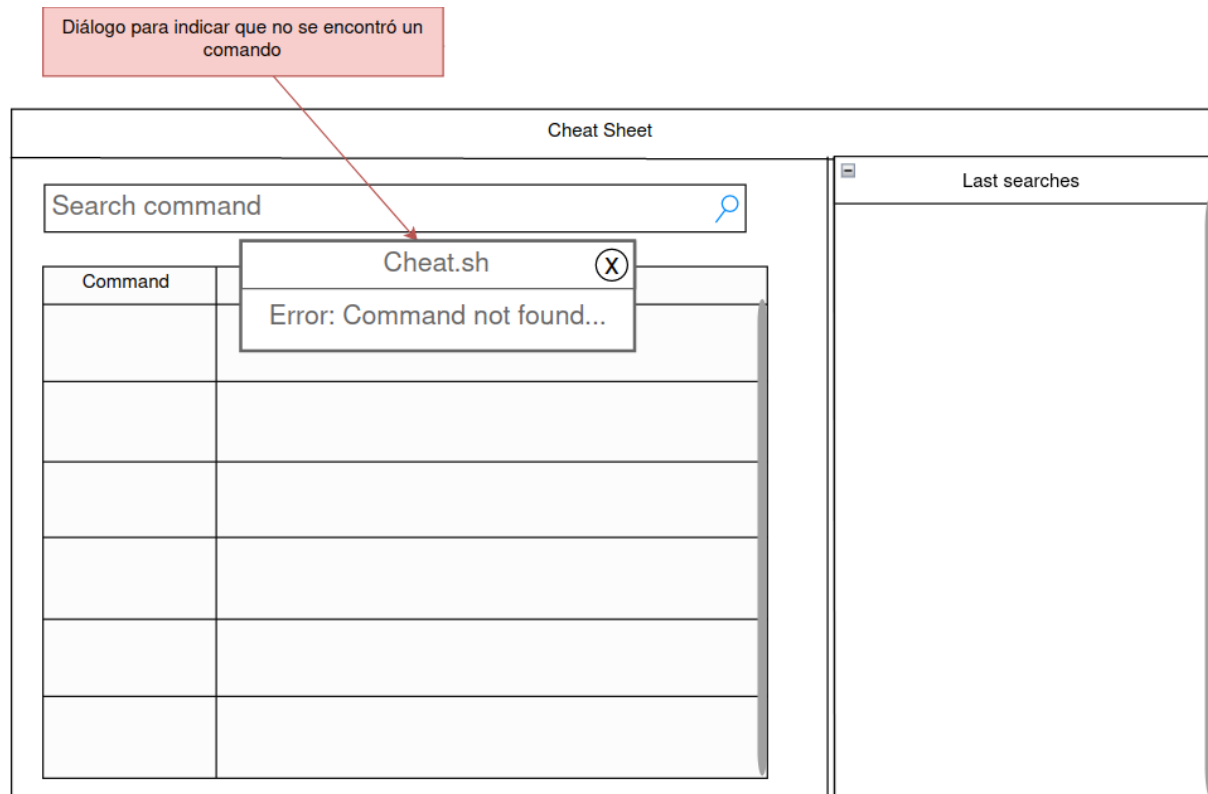 Diálogo para indicar que no se encontró un
comando
Cheat Sheet
Search command
Last searches
Cheat.sh
X
Command
Error: Command not found...